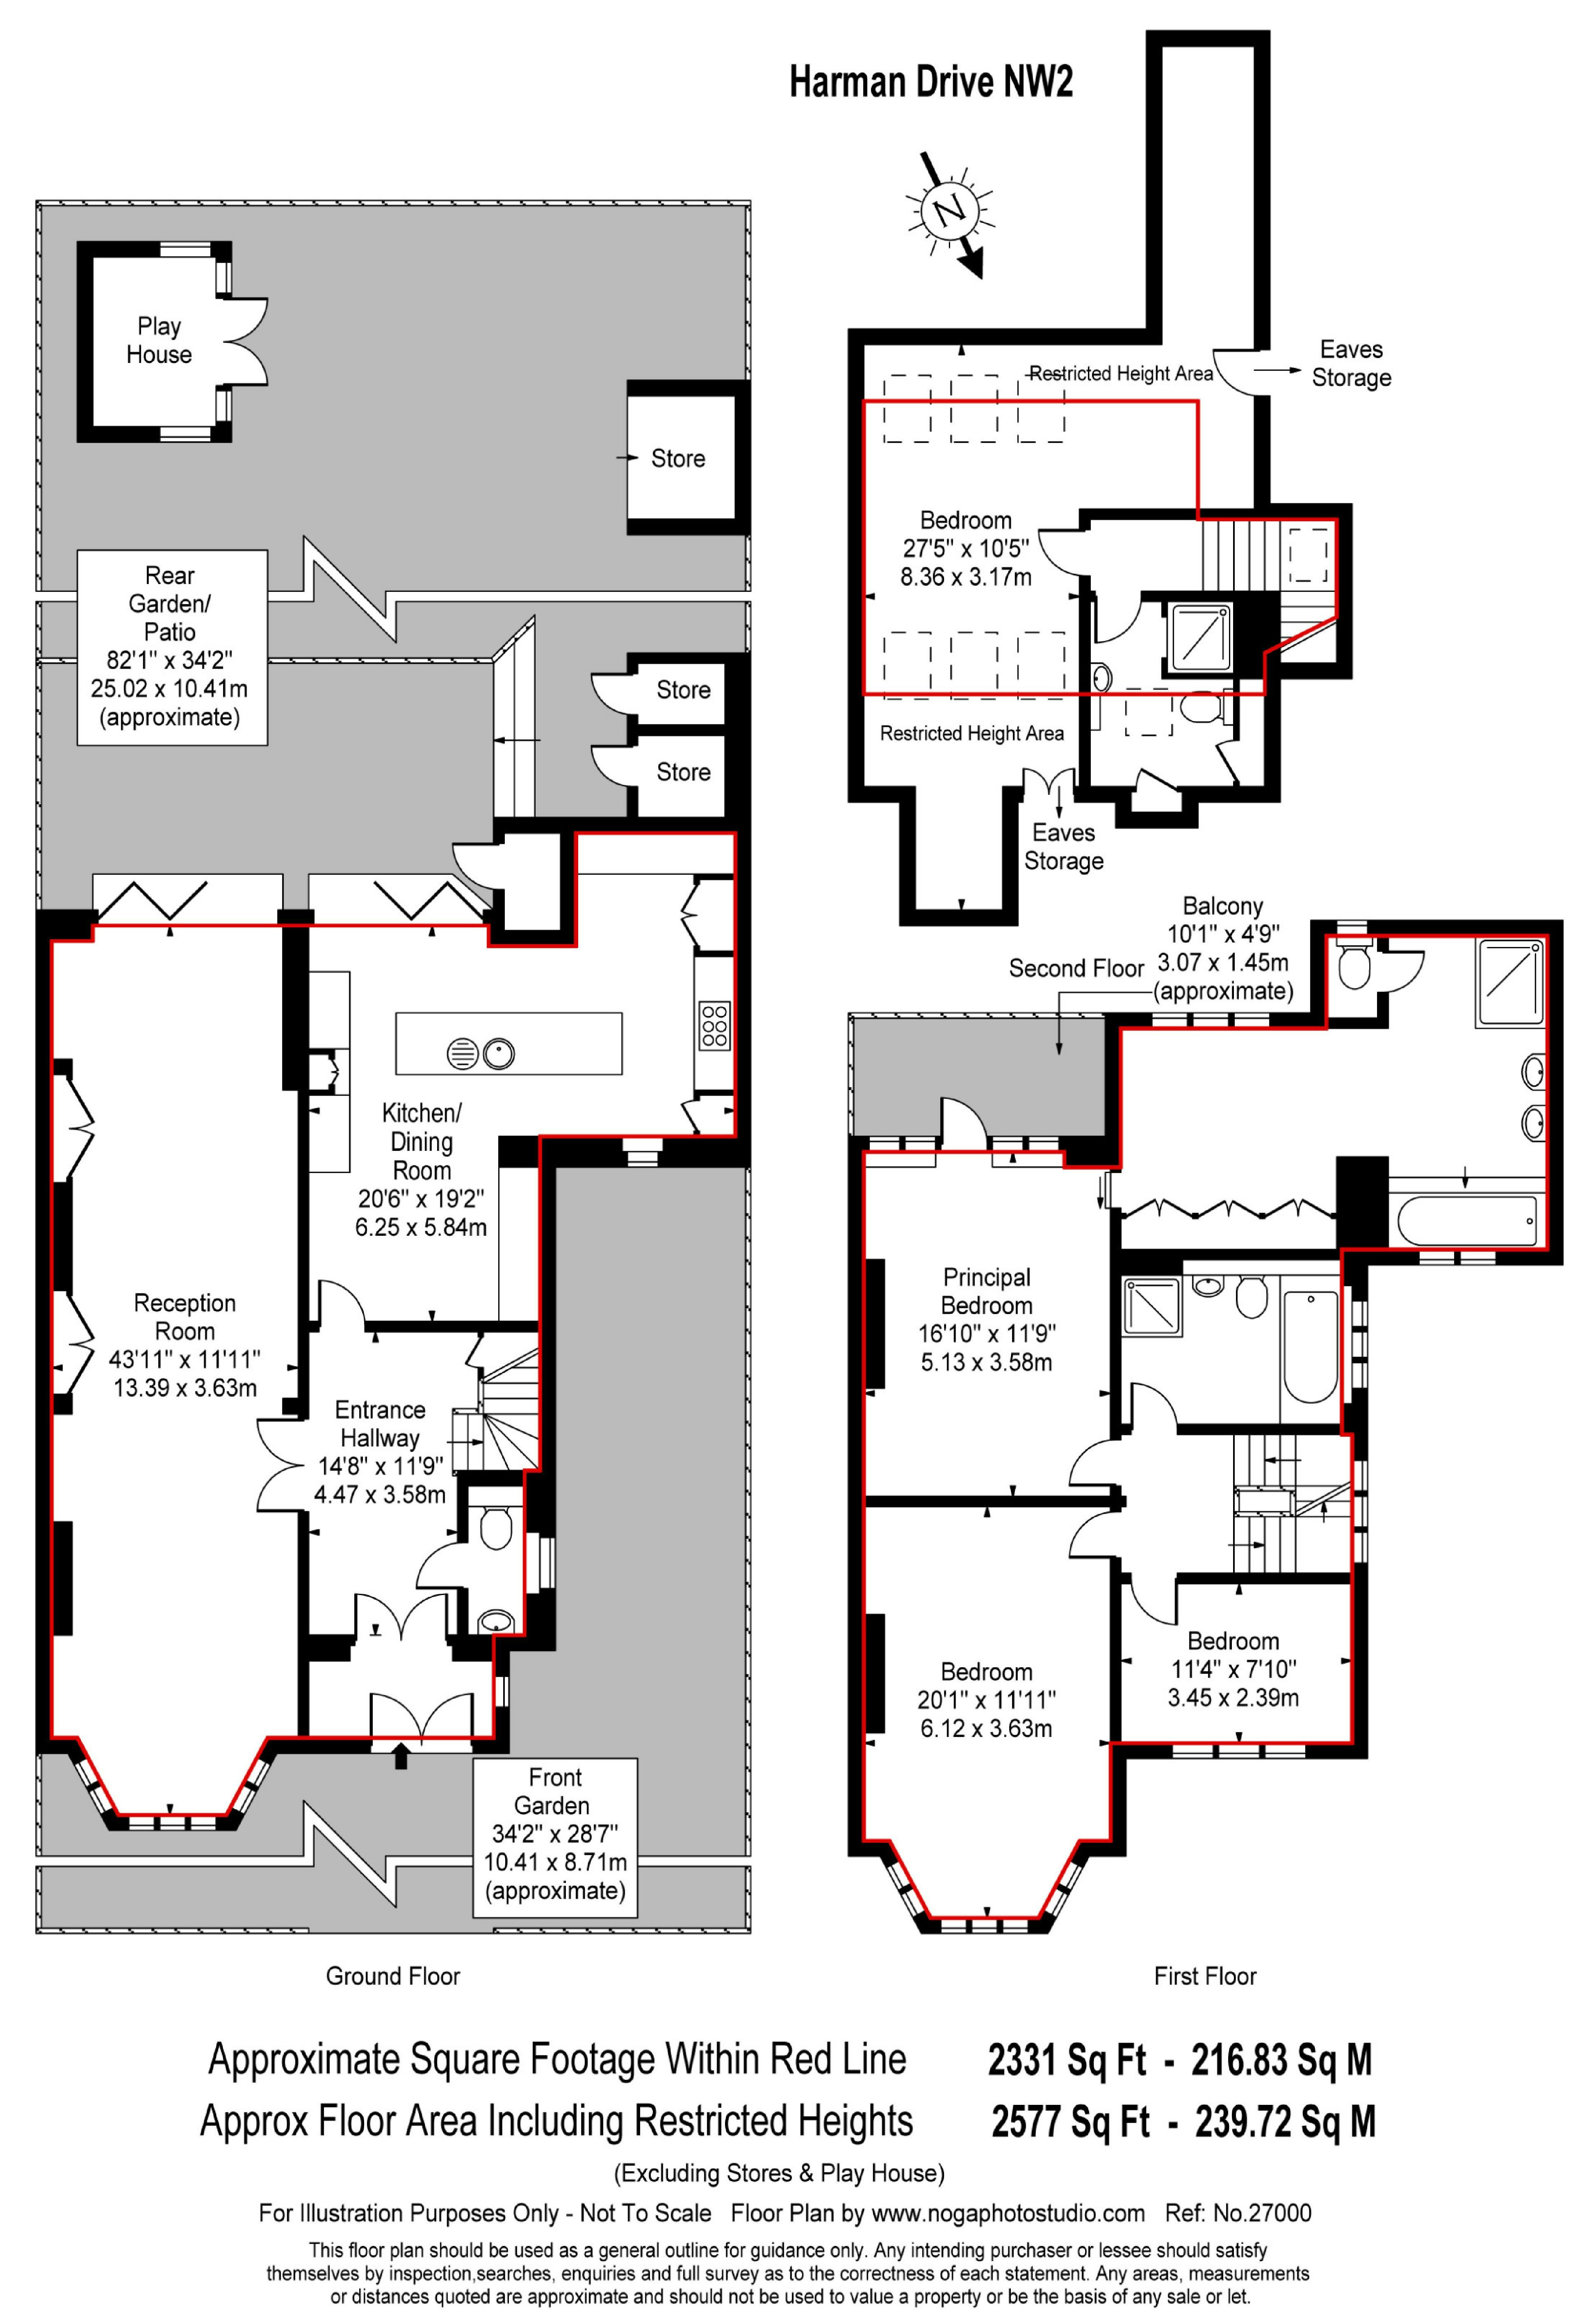 Harman Drive NW2
N
Play
House
Store
Rear
Garden/
Patio
82'1" x 34'2"
25.02 x 10.41m
(approximate)
Store
Store
Restricted Height Area
Eaves
Storage
Bedroom
27'5" x 10'5"
8.36 x 3.17m
Restricted Height Area
Eaves
Storage
Second Floor
Balcony
10'1" x 4'9"
3.07 x 1.45m
(approximate)
Kitchen/
Dining
Room
20'6" x 19'2"
6.25 x 5.84m
Reception
Room
43'11" x 11'11"
13.39 x 3.63m
Entrance
Hallway
14'8" x 11'9"
4.47 x 3.58m
Front
Garden
34'2" x 28'7"
10.41 x 8.71m
(approximate)
Ground Floor
Principal
Bedroom
16'10" x 11'9"
5.13 x 3.58m
Bedroom
20'1" x 11'11"
6.12 x 3.63m
Bedroom
11'4" x 7'10"
3.45 x 2.39m
First Floor
Approximate Square Footage Within Red Line 2331 Sq Ft - 216.83 Sq M
Approx Floor Area Including Restricted Heights 2577 Sq Ft - 239.72 Sq M
(Excluding Stores & Play House)
For Illustration Purposes Only - Not To Scale Floor Plan by www.nogaphotostudio.com Ref: No.27000
This floor plan should be used as a general outline for guidance only. Any intending purchaser or lessee should satisfy
themselves by inspection,searches, enquiries and full survey as to the correctness of each statement. Any areas, measurements
or distances quoted are approximate and should not be used to value a property or be the basis of any sale or let.